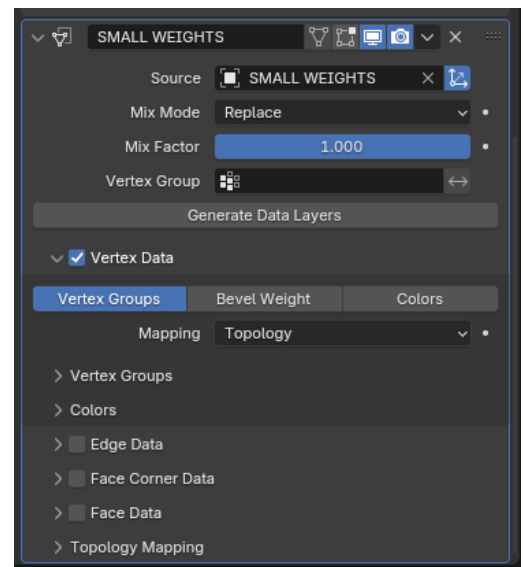 SMALL WEIGHTS
Source SMALL WEIGHTS
Mix Mode Replace
Mix Factor 1.000
Vertex Group
Generate Data Layers
Vertex Data
Vertex Groups Bevel Weight Colors
Mapping Topology
Vertex Groups
Colors
Edge Data
Face Corner Data
Face Data
Topology Mapping